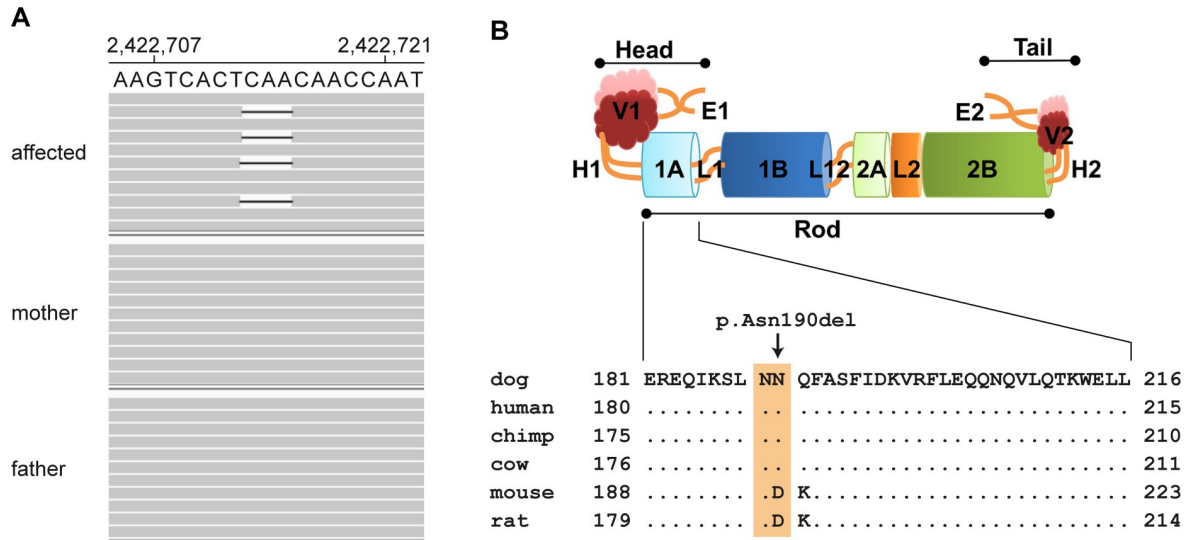 A
2,422,707 2,422,721
AAGTCACTCAACAACCAAT
affected
mother
father
B
Head
Tail
V1
E1
E2
V2
H1
1A
L1
1B
L12
2A
L2
2B
H2
Rod
p.Asn190del
dog 181 EREQIKSL NN QFASFIDKVRFLEQQNQVLQTKWELL 216
human 180 ........ .. .......................... 215
chimp 175 ........ .. .......................... 210
cow 176 ........ .. .......................... 211
mouse 188 ........ .D K......................... 223
rat 179 ........ .D K......................... 214